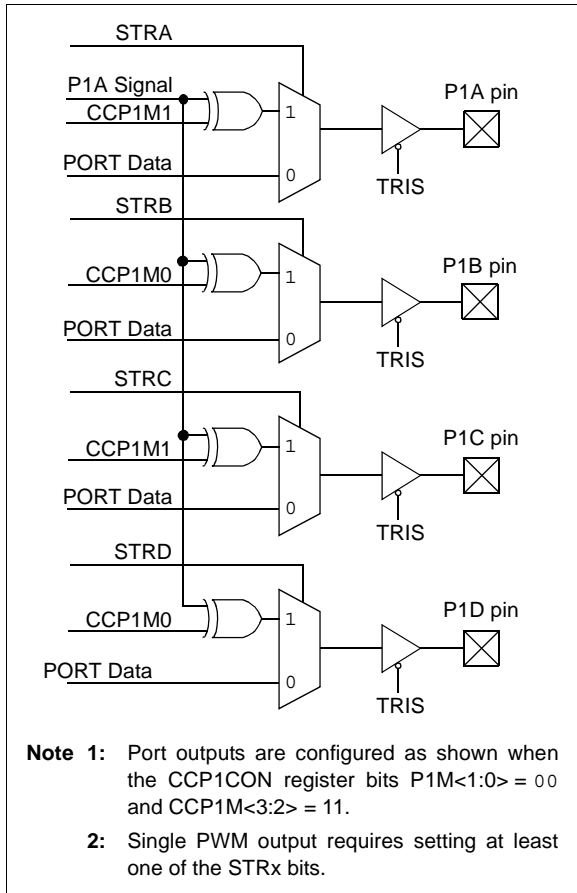 STRA
P1A Signal
CCP1M1
1
P1A pin
PORT Data
0
TRIS
STRB
CCP1M0
1
P1B pin
PORT Data
0
TRIS
STRC
CCP1M1
1
P1C pin
PORT Data
0
TRIS
STRD
CCP1M0
1
P1D pin
PORT Data
0
TRIS
Note 1: Port outputs are configured as shown when
the CCP1CON register bits P1M<1:0> = 00
and CCP1M<3:2> = 11.
2: Single PWM output requires setting at least
one of the STRx bits.